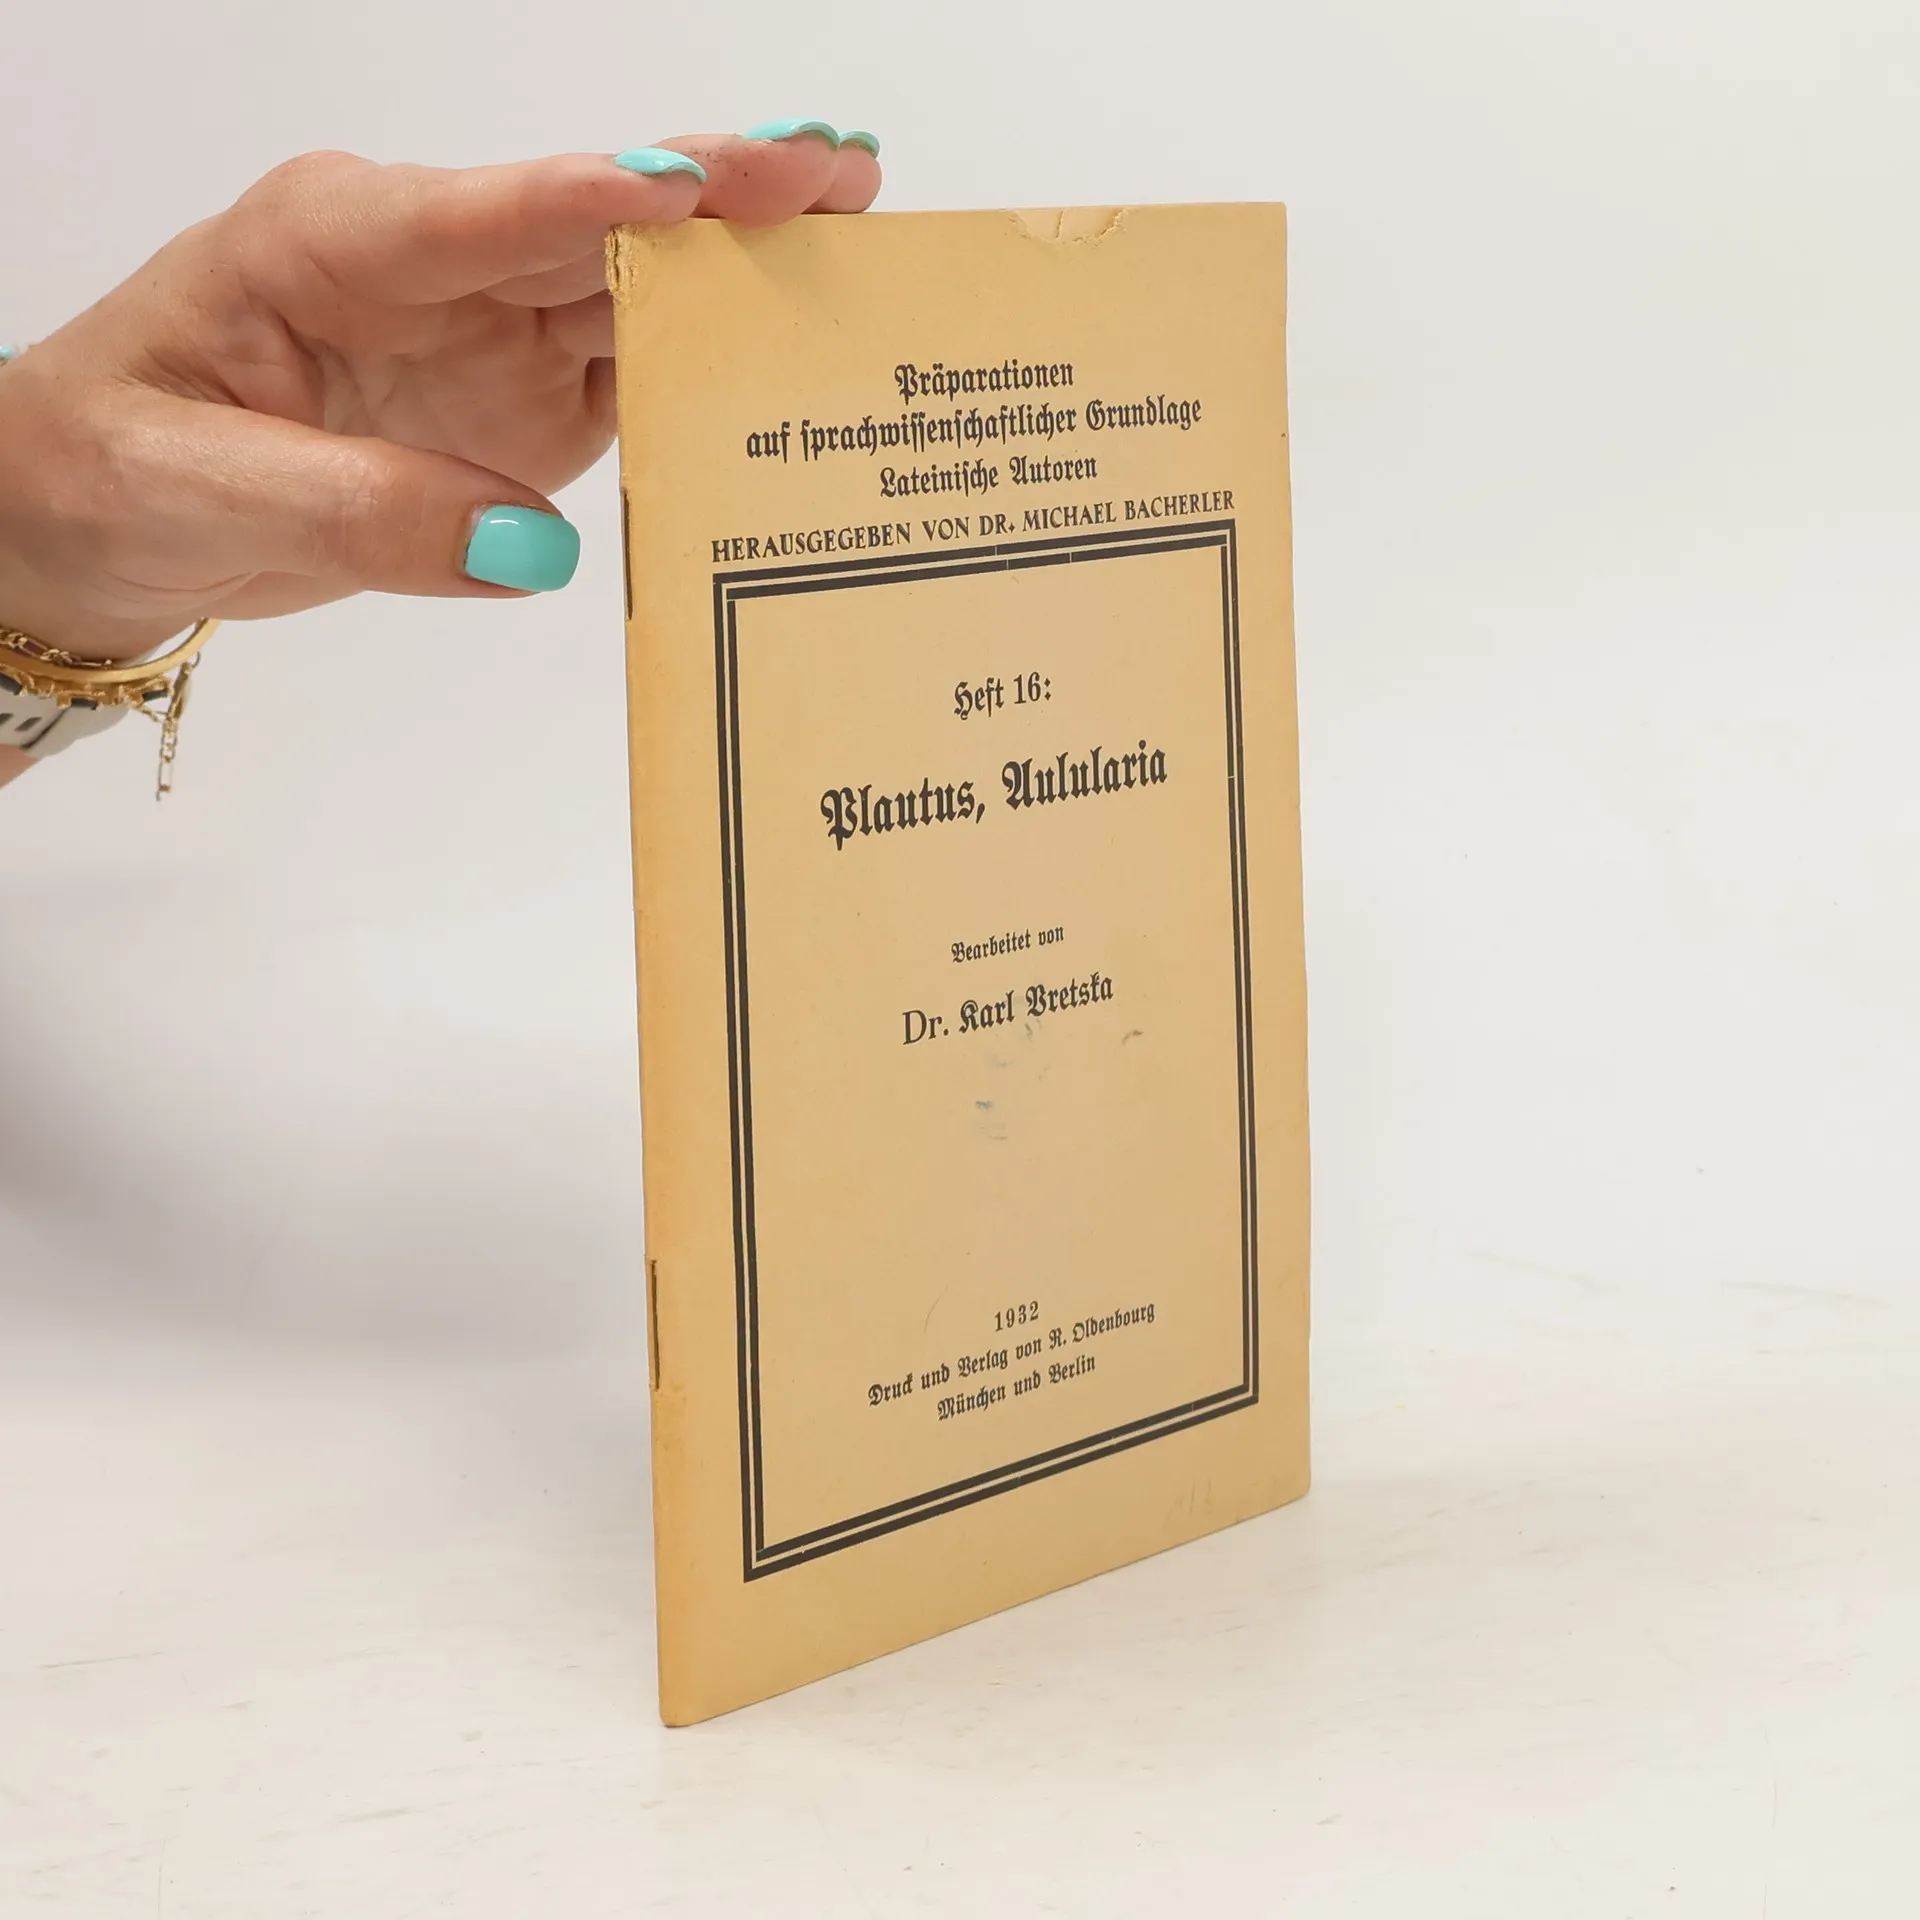 Präparationen
auf sprachwissenschaftlicher Grundlage
Lateinische Autoren
HERAUSGEGEBEN VON DR. MICHAEL BACHERLER
Heft 16:
Plautus, Aulularia
Bearbeitet von
Dr. Karl Vretska
1932
Druck und Verlag von R. Oldenbourg
München und Berlin